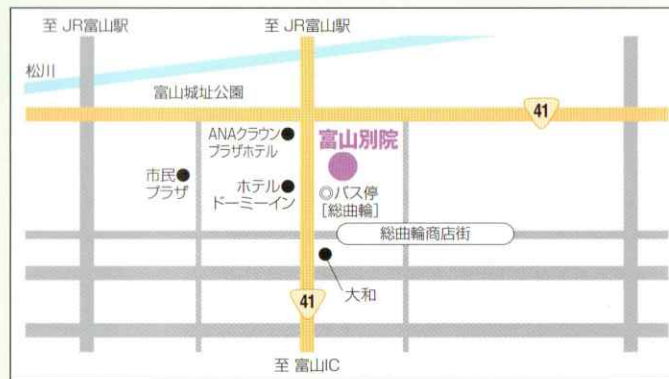 至 JR富山駅
至 JR富山駅
松川
富山城址公園
41
ANAクラウン
プラザホテル
富山別院
市民
プラザ
ホテル
ドーミーイン
◎バス停
[総曲輪]
総曲輪商店街
大和
41
至 富山IC